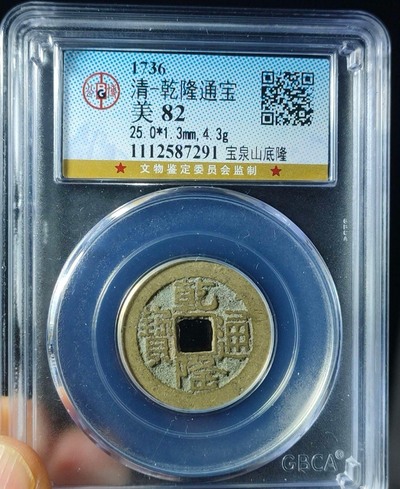 1736
清-乾隆通宝
美 82
25.0*1.3mm,4.3g
1112587291 宝泉山底隆
★ 文物鉴定委员会监制 ★
乾隆通寶
GBCA®